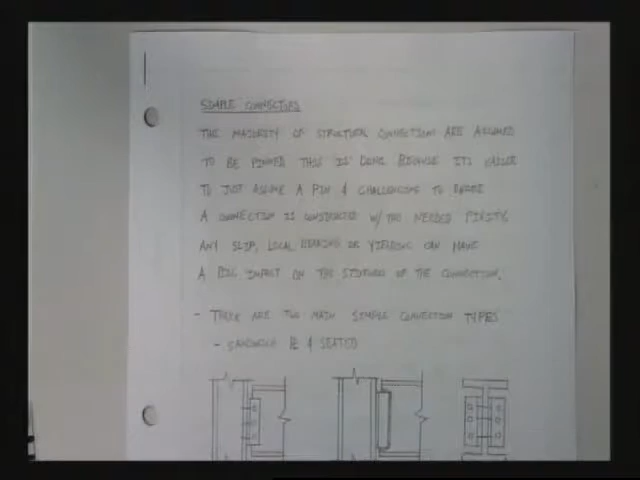 SIMPLE CONNECTORS
THE MAJORITY OF STRUCTURAL CONNECTIONS ARE ASSUMED
TO BE PINNED THIS IS DONE BECAUSE ITS EASIER
TO JUST ASSUME A PIN & CHALLENGING TO ENSURE
A CONNECTION IS CONSTRUCTED W/ THE NEEDED FIXITY.
ANY SLIP, LOCAL BEARING OR YIELDING CAN HAVE
A BIG IMPACT ON THE STIFFNESS OF THE CONNECTION.
- THERE ARE TWO MAIN SIMPLE CONNECTION TYPES
- & SEATED